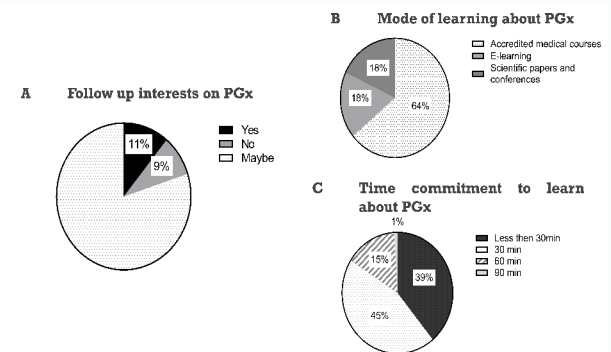 A Follow up interests on PGx
11%
9%
Yes
No
Maybe
B Mode of learning about PGx
18%
18%
64%
Accredited medical courses
E-learning
Scientific papers and
conferences
C Time commitment to learn
about PGx
1%
15%
39%
45%
Less then 30min
30 min
60 min
90 min